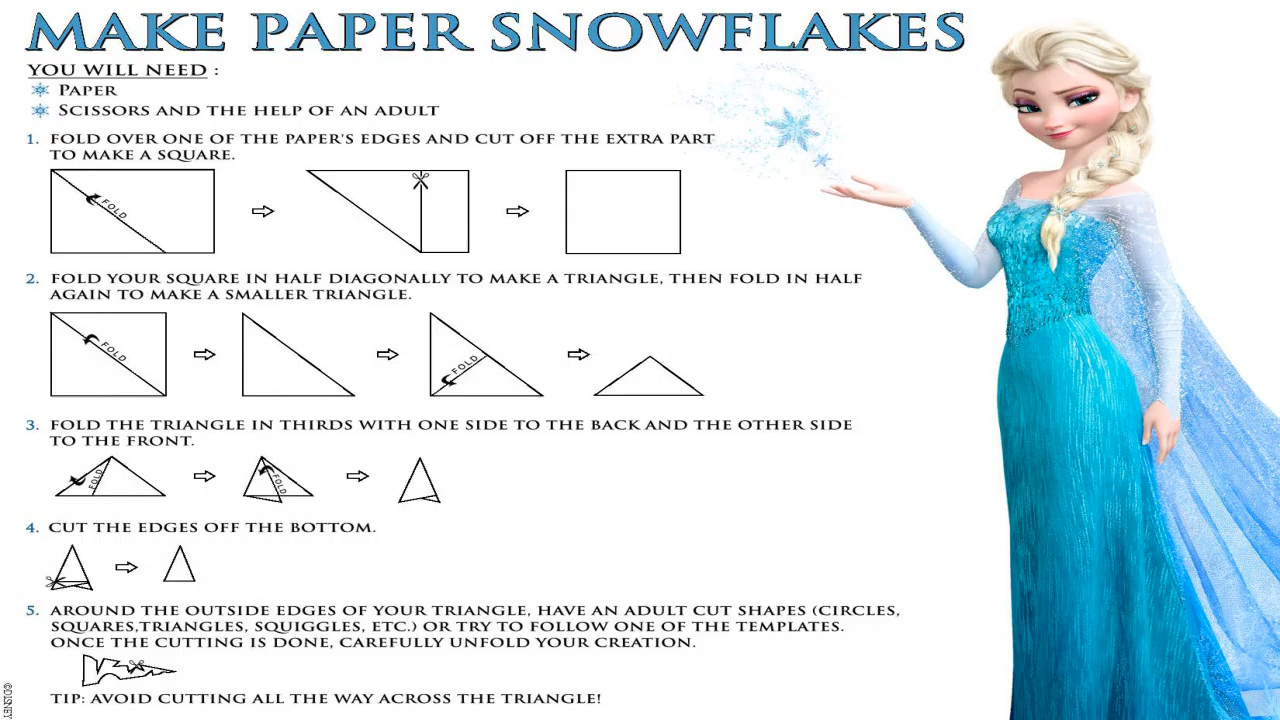 MAKE PAPER SNOWFLAKES
YOU WILL NEED :
PAPER
SCISSORS AND THE HELP OF AN ADULT
1. FOLD OVER ONE OF THE PAPER'S EDGES AND CUT OFF THE EXTRA PART
TO MAKE A SQUARE.
FOLD
2. FOLD YOUR SQUARE IN HALF DIAGONALLY TO MAKE A TRIANGLE, THEN FOLD IN HALF
AGAIN TO MAKE A SMALLER TRIANGLE.
FOLD
FOLD
3. FOLD THE TRIANGLE IN THIRDS WITH ONE SIDE TO THE BACK AND THE OTHER SIDE
TO THE FRONT.
FOLD
FOLD
4. CUT THE EDGES OFF THE BOTTOM.
5. AROUND THE OUTSIDE EDGES OF YOUR TRIANGLE, HAVE AN ADULT CUT SHAPES (CIRCLES,
SQUARES,TRIANGLES, SQUIGGLES, ETC.) OR TRY TO FOLLOW ONE OF THE TEMPLATES.
ONCE THE CUTTING IS DONE, CAREFULLY UNFOLD YOUR CREATION.
TIP: AVOID CUTTING ALL THE WAY ACROSS THE TRIANGLE!
©DISNEY